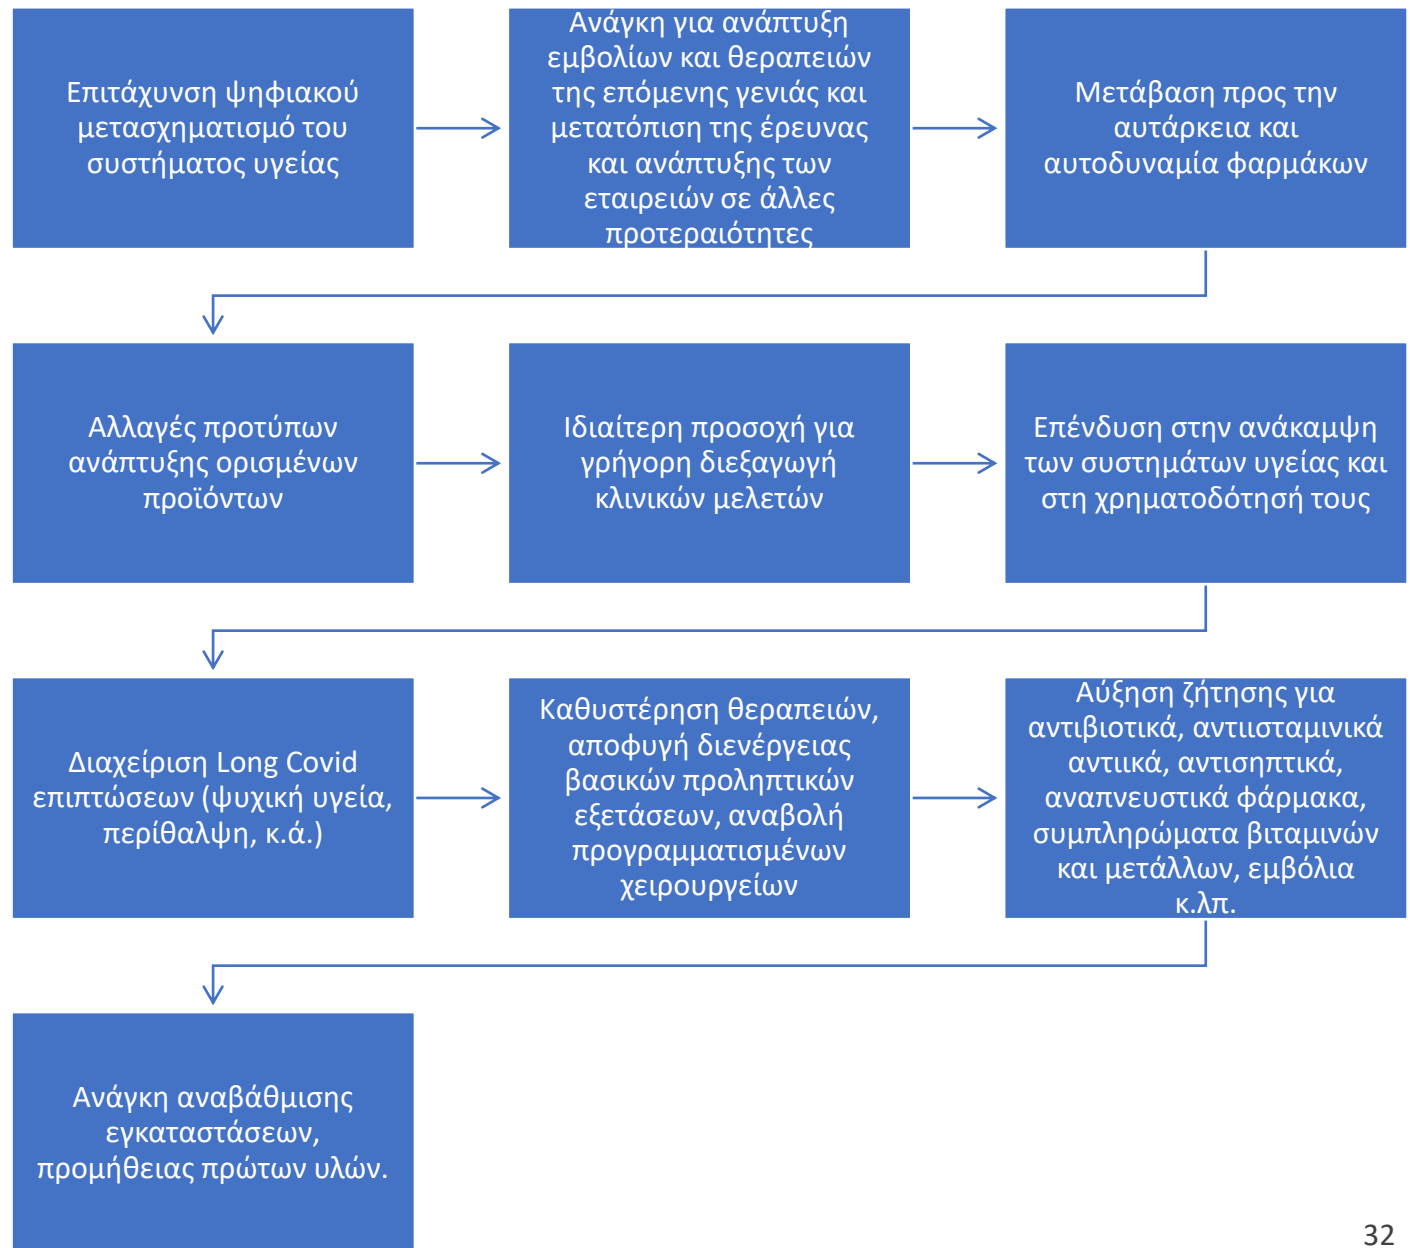 Επιτάχυνση ψηφιακού
μετασχηματισμό του
συστήματος υγείας
Ανάγκη για ανάπτυξη
εμβολίων και θεραπειών
της επόμενης γενιάς και
μετατόπιση της έρευνας
και ανάπτυξης των
εταιρειών σε άλλες
προτεραιότητες
Μετάβαση προς την
αυτάρκεια και
αυτοδυναμία φαρμάκων
Αλλαγές προτύπων
ανάπτυξης ορισμένων
προϊόντων
Ιδιαίτερη προσοχή για
γρήγορη διεξαγωγή
κλινικών μελετών
Επένδυση στην ανάκαμψη
των συστημάτων υγείας και
στη χρηματοδότησή τους
Διαχείριση Long Covid
επιπτώσεων (ψυχική υγεία,
περίθαλψη, κ.ά.)
Καθυστέρηση θεραπειών,
αποφυγή διενέργειας
βασικών προληπτικών
εξετάσεων, αναβολή
προγραμματισμένων
χειρουργείων
Αύξηση ζήτησης για
αντιβιοτικά, αντιισταμινικά
αντιικά, αντισηπτικά,
αναπνευστικά φάρμακα,
συμπληρώματα βιταμινών
και μετάλλων, εμβόλια
κ.λπ.
Ανάγκη αναβάθμισης
εγκαταστάσεων,
προμήθειας πρώτων υλών.
32